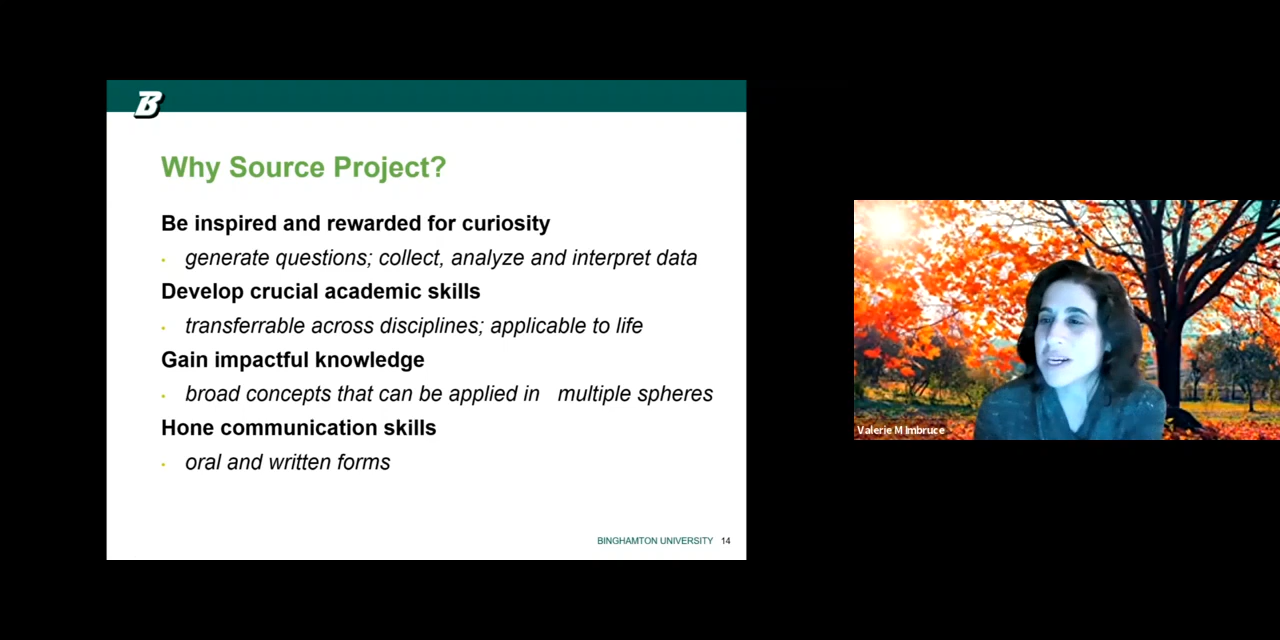 B
Why Source Project?
Be inspired and rewarded for curiosity
· generate questions; collect, analyze and interpret data
Develop crucial academic skills
· transferrable across disciplines; applicable to life
Gain impactful knowledge
· broad concepts that can be applied in multiple spheres
Hone communication skills
· oral and written forms
BINGHAMTON UNIVERSITY 14
Valerie M Imbruce